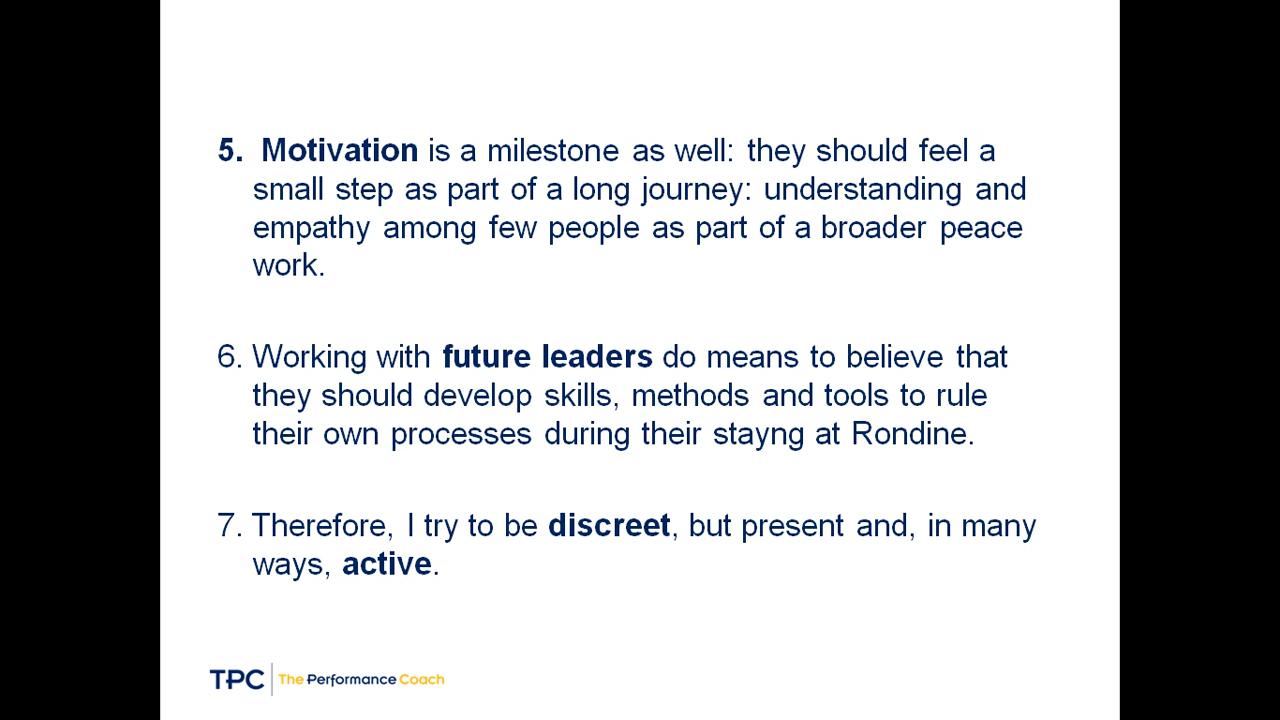 5. Motivation is a milestone as well: they should feel a
small step as part of a long journey: understanding and
empathy among few people as part of a broader peace
work.
6. Working with future leaders do means to believe that
they should develop skills, methods and tools to rule
their own processes during their stayng at Rondine.
7. Therefore, I try to be discreet, but present and, in many
ways, active.
TPC The Performance Coach